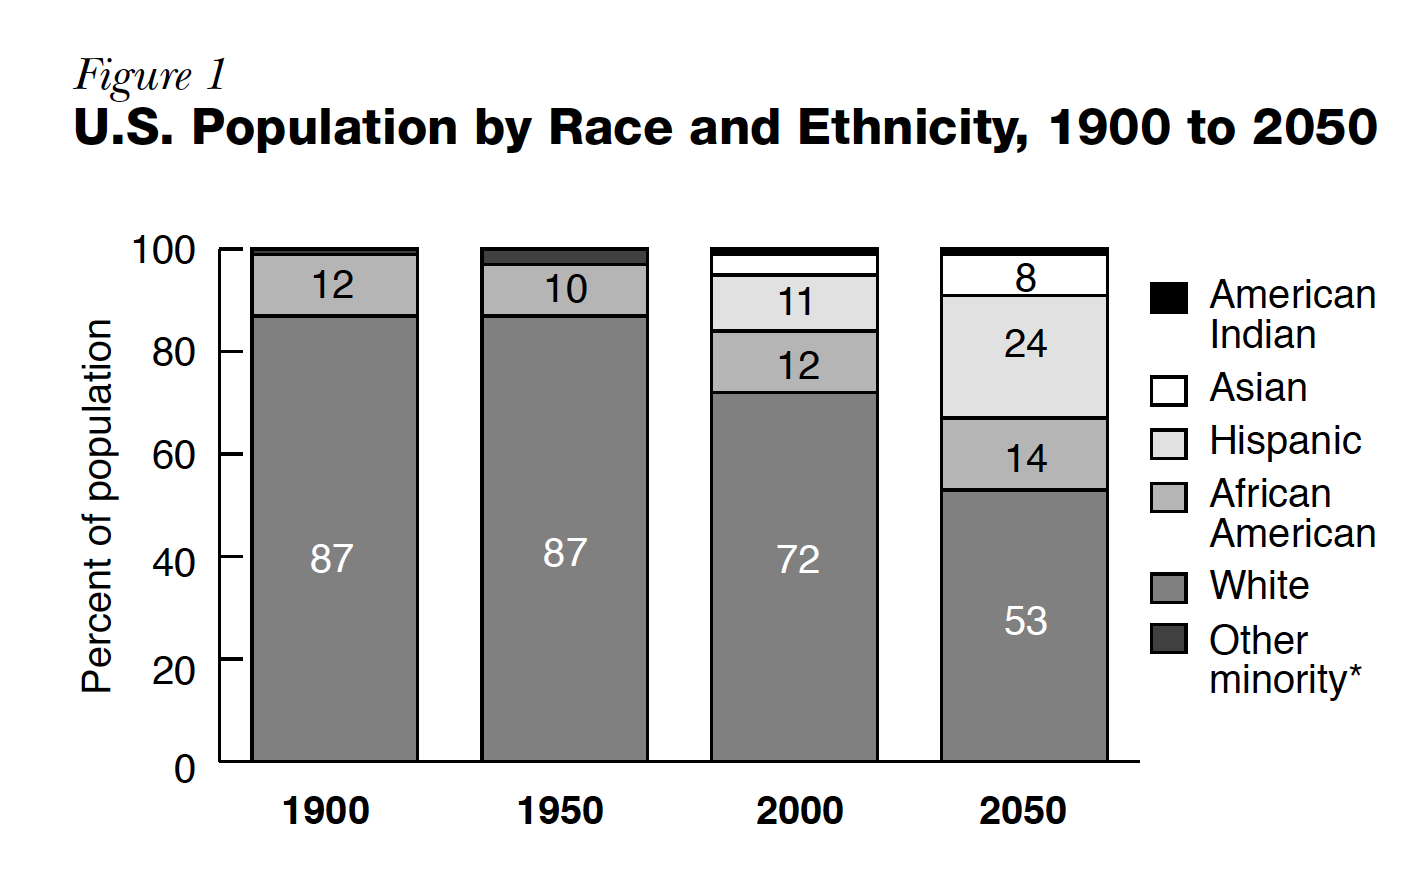 Figure 1
U.S. Population by Race and Ethnicity, 1900 to 2050
Percent of population
100
80
60
40
20
0
12
87
10
87
11
12
72
8
24
14
53
1900
1950
2000
2050
American
Indian
Asian
Hispanic
African
American
White
Other
minority*